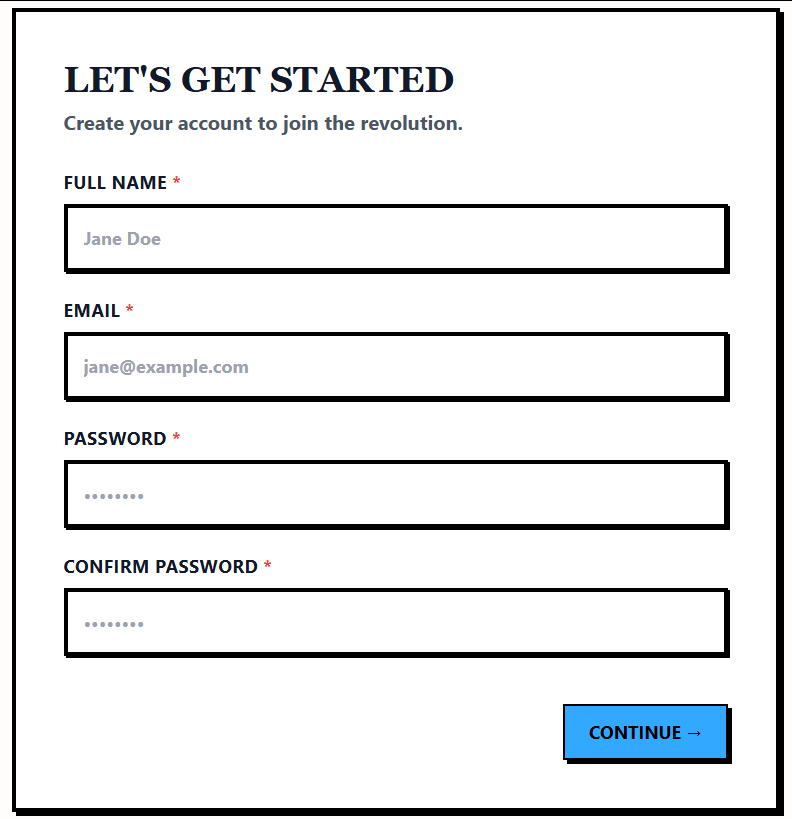 LET'S GET STARTED
Create your account to join the revolution.
FULL NAME *
Jane Doe
EMAIL *
jane@example.com
PASSWORD *
••••••••
CONFIRM PASSWORD *
••••••••
CONTINUE →